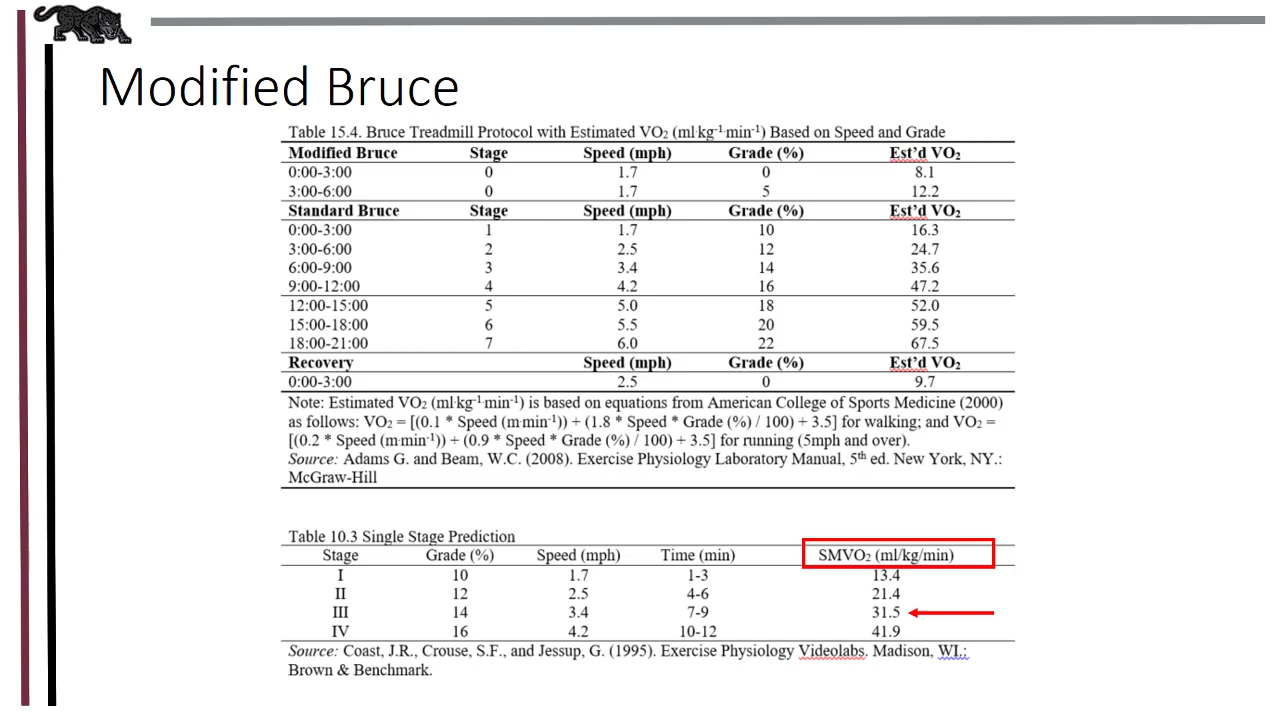 Modified Bruce
Table 15.4. Bruce Treadmill Protocol with Estimated VO₂ (ml·kg⁻¹·min⁻¹) Based on Speed and Grade
Modified Bruce Stage Speed (mph) Grade (%) Est'd VO₂
0:00-3:00 0 1.7 0 8.1
3:00-6:00 0 1.7 5 12.2
Standard Bruce Stage Speed (mph) Grade (%) Est'd VO₂
0:00-3:00 1 1.7 10 16.3
3:00-6:00 2 2.5 12 24.7
6:00-9:00 3 3.4 14 35.6
9:00-12:00 4 4.2 16 47.2
12:00-15:00 5 5.0 18 52.0
15:00-18:00 6 5.5 20 59.5
18:00-21:00 7 6.0 22 67.5
Recovery Speed (mph) Grade (%) Est'd VO₂
0:00-3:00 2.5 0 9.7
Note: Estimated VO₂ (ml·kg⁻¹·min⁻¹) is based on equations from American College of Sports Medicine (2000)
as follows: VO₂ = [(0.1 * Speed (m·min⁻¹)) + (1.8 * Speed * Grade (%) / 100) + 3.5] for walking; and VO₂ =
[(0.2 * Speed (m·min⁻¹)) + (0.9 * Speed * Grade (%) / 100) + 3.5] for running (5mph and over).
Source: Adams G. and Beam, W.C. (2008). Exercise Physiology Laboratory Manual, 5th ed. New York, NY.:
McGraw-Hill
Table 10.3 Single Stage Prediction
Stage Grade (%) Speed (mph) Time (min) SMVO₂ (ml/kg/min)
I 10 1.7 1-3 13.4
II 12 2.5 4-6 21.4
III 14 3.4 7-9 31.5
IV 16 4.2 10-12 41.9
Source: Coast, J.R., Crouse, S.F., and Jessup, G. (1995). Exercise Physiology Videolabs. Madison, WI.:
Brown & Benchmark.